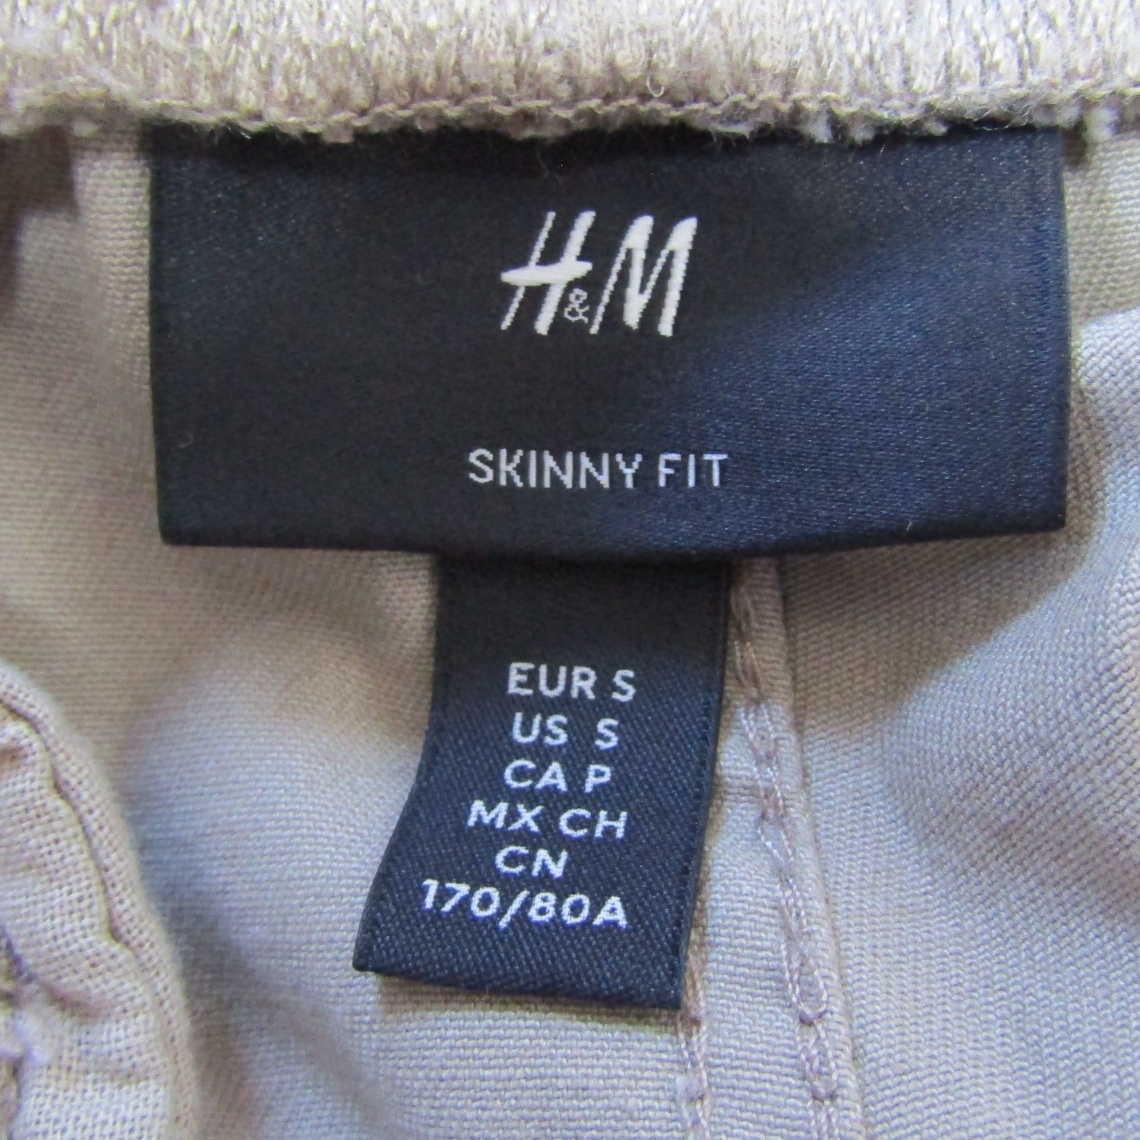 H&M
SKINNY FIT
EUR S
US S
CA P
MX CH
CN
170/80A